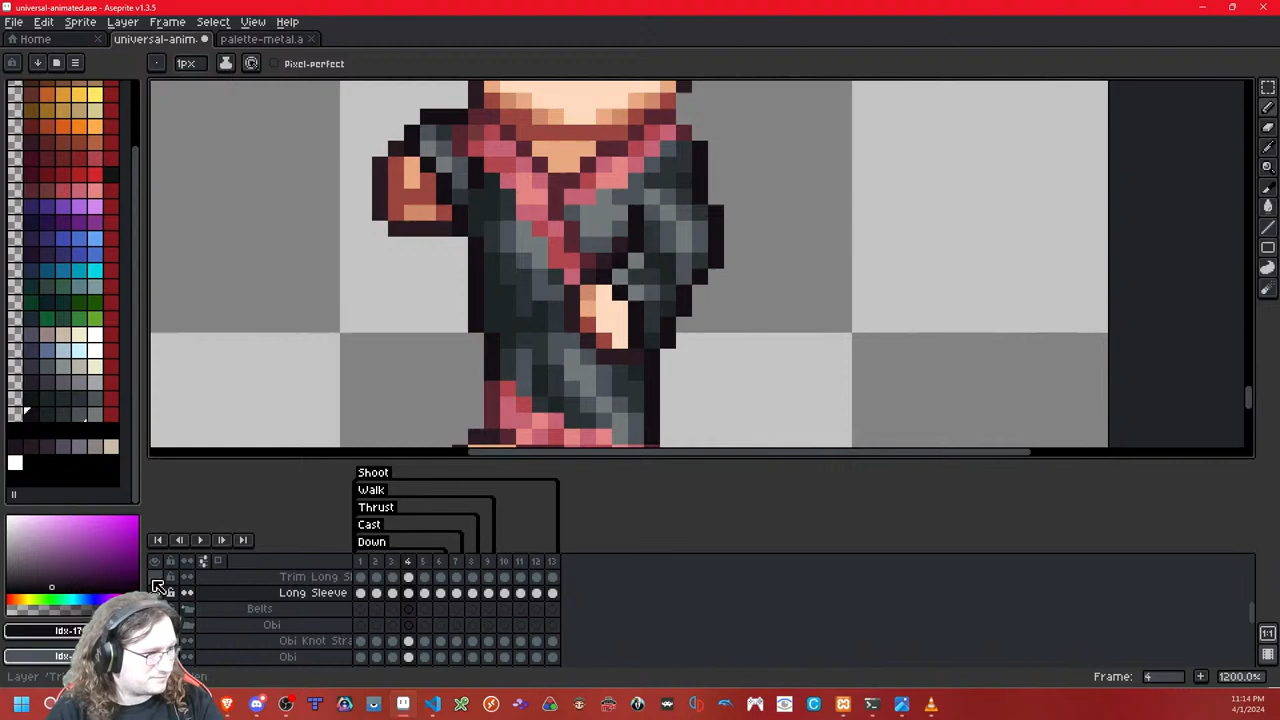 universal-animated.ase - Aseprite v1.3.5
File Edit Sprite Layer Frame Select View Help
Home universal-anim. palette-metal.a
1px Pixel-perfect
Shoot
Walk
Thrust
Cast
Down
1 2 3 4 5 6 7 8 9 10 11 12 13
Trim Long S
Long Sleeve
Belts
Obi
Obi Knot Stra
Obi
Frame: 4 1200.0%
1:1
11:14 PM
4/1/2024